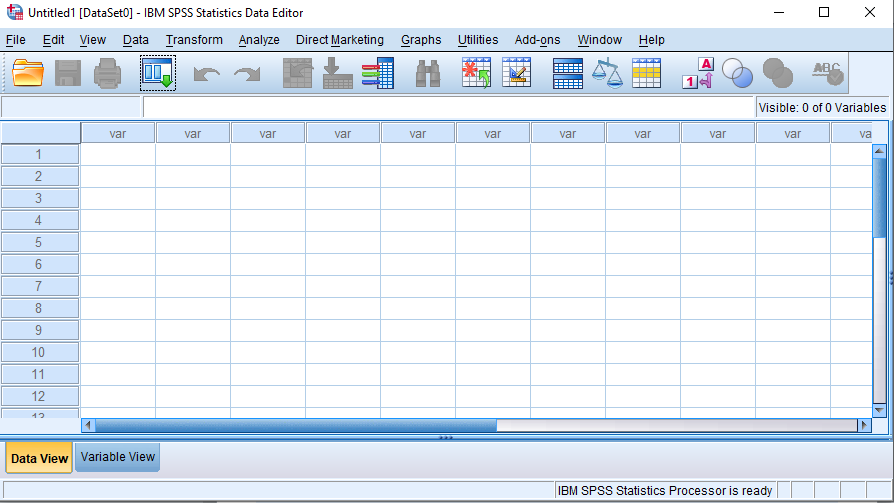 Untitled1 [DataSet0] - IBM SPSS Statistics Data Editor
File Edit View Data Transform Analyze Direct Marketing Graphs Utilities Add-ons Window Help
A
1
ABC
Visible: 0 of 0 Variables
var var var var var var var var var var va
1
2
3
4
5
6
7
8
9
10
11
12
13
Data View Variable View
IBM SPSS Statistics Processor is ready